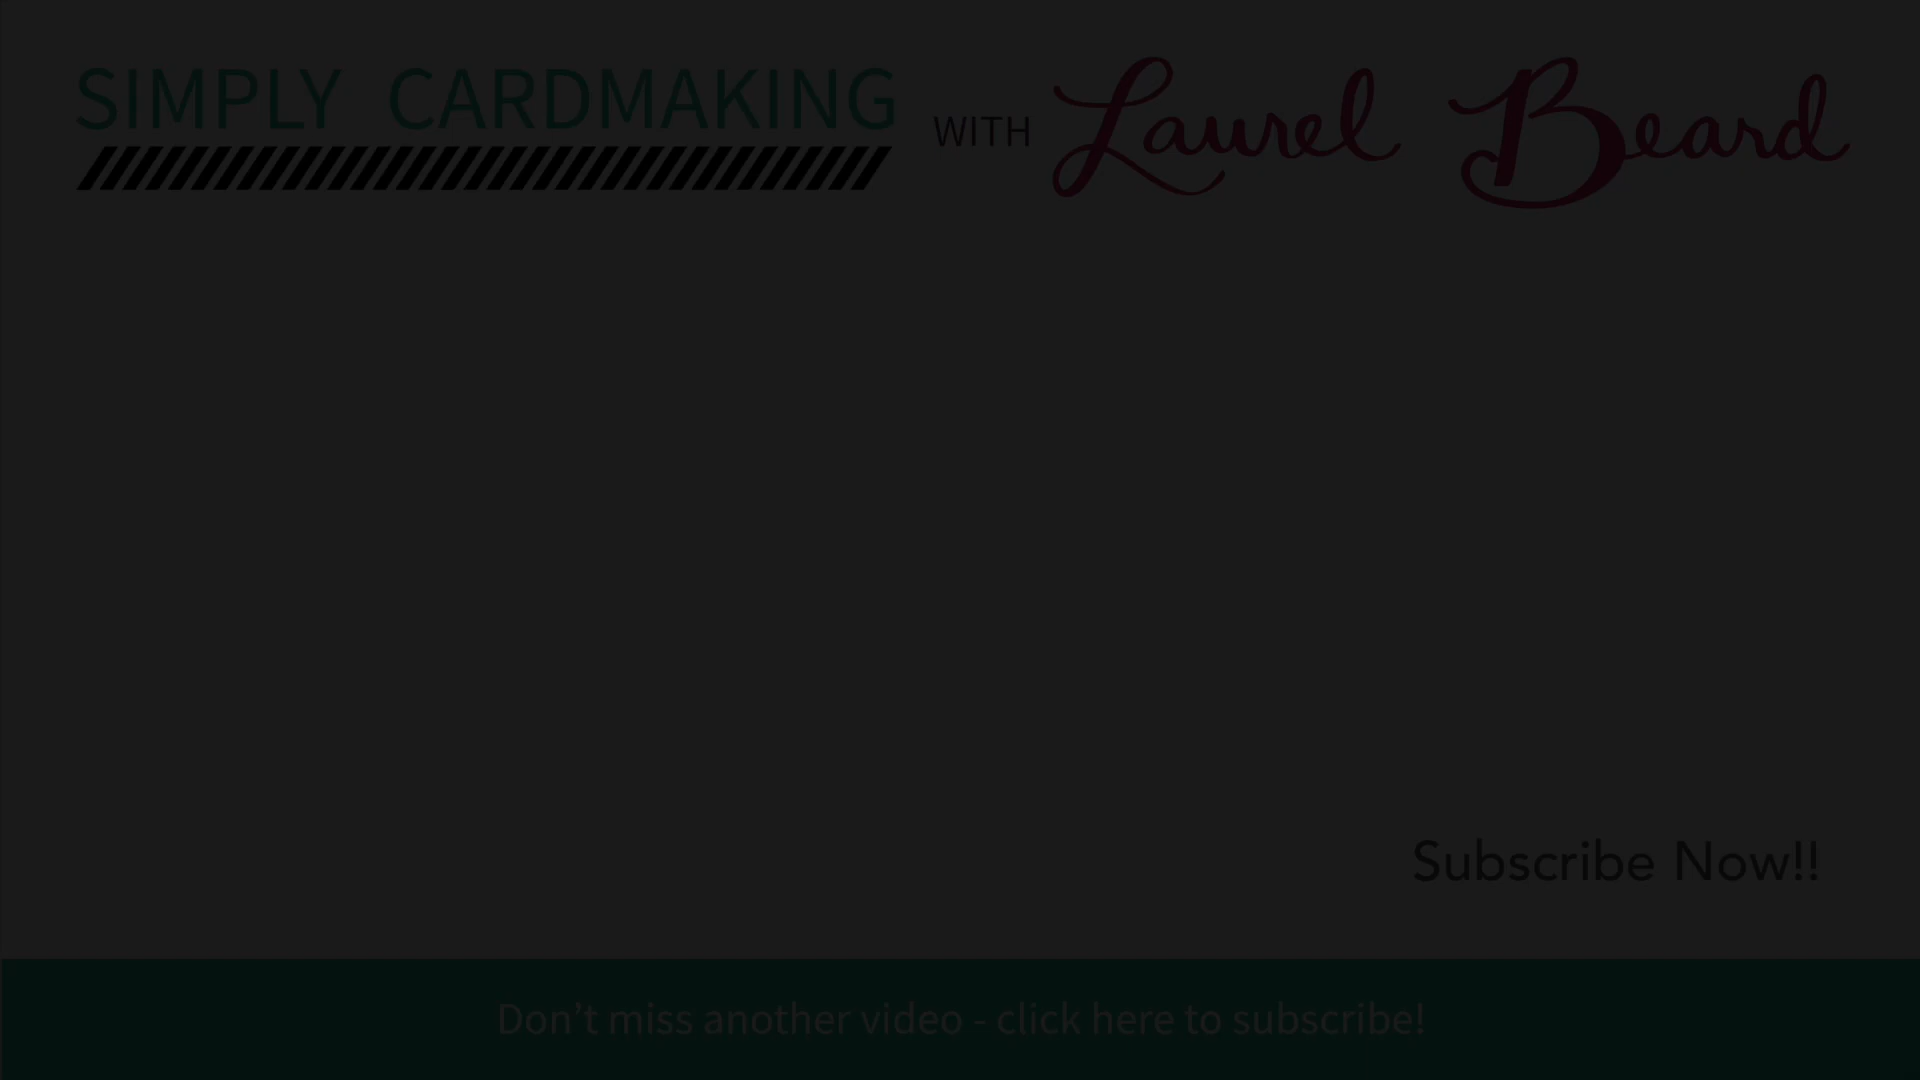 SIMPLY CARDMAKING WITH Laurel Beard
Subscribe Now!!
Don’t miss another video - click here to subscribe!